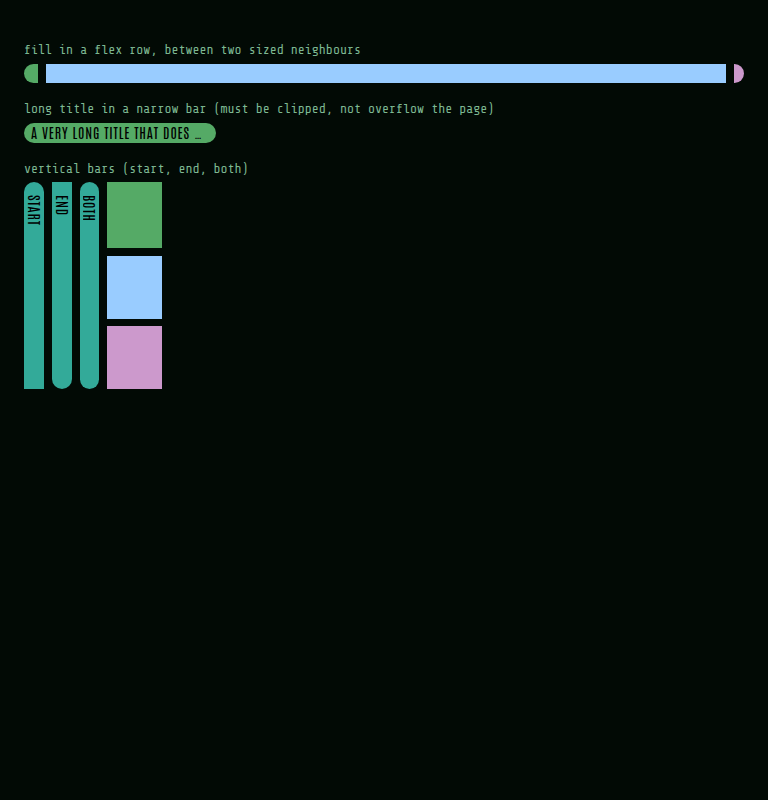 fill in a flex row, between two sized neighbours
long title in a narrow bar (must be clipped, not overflow the page)
A VERY LONG TITLE THAT DOES …
vertical bars (start, end, both)
START
END
BOTH